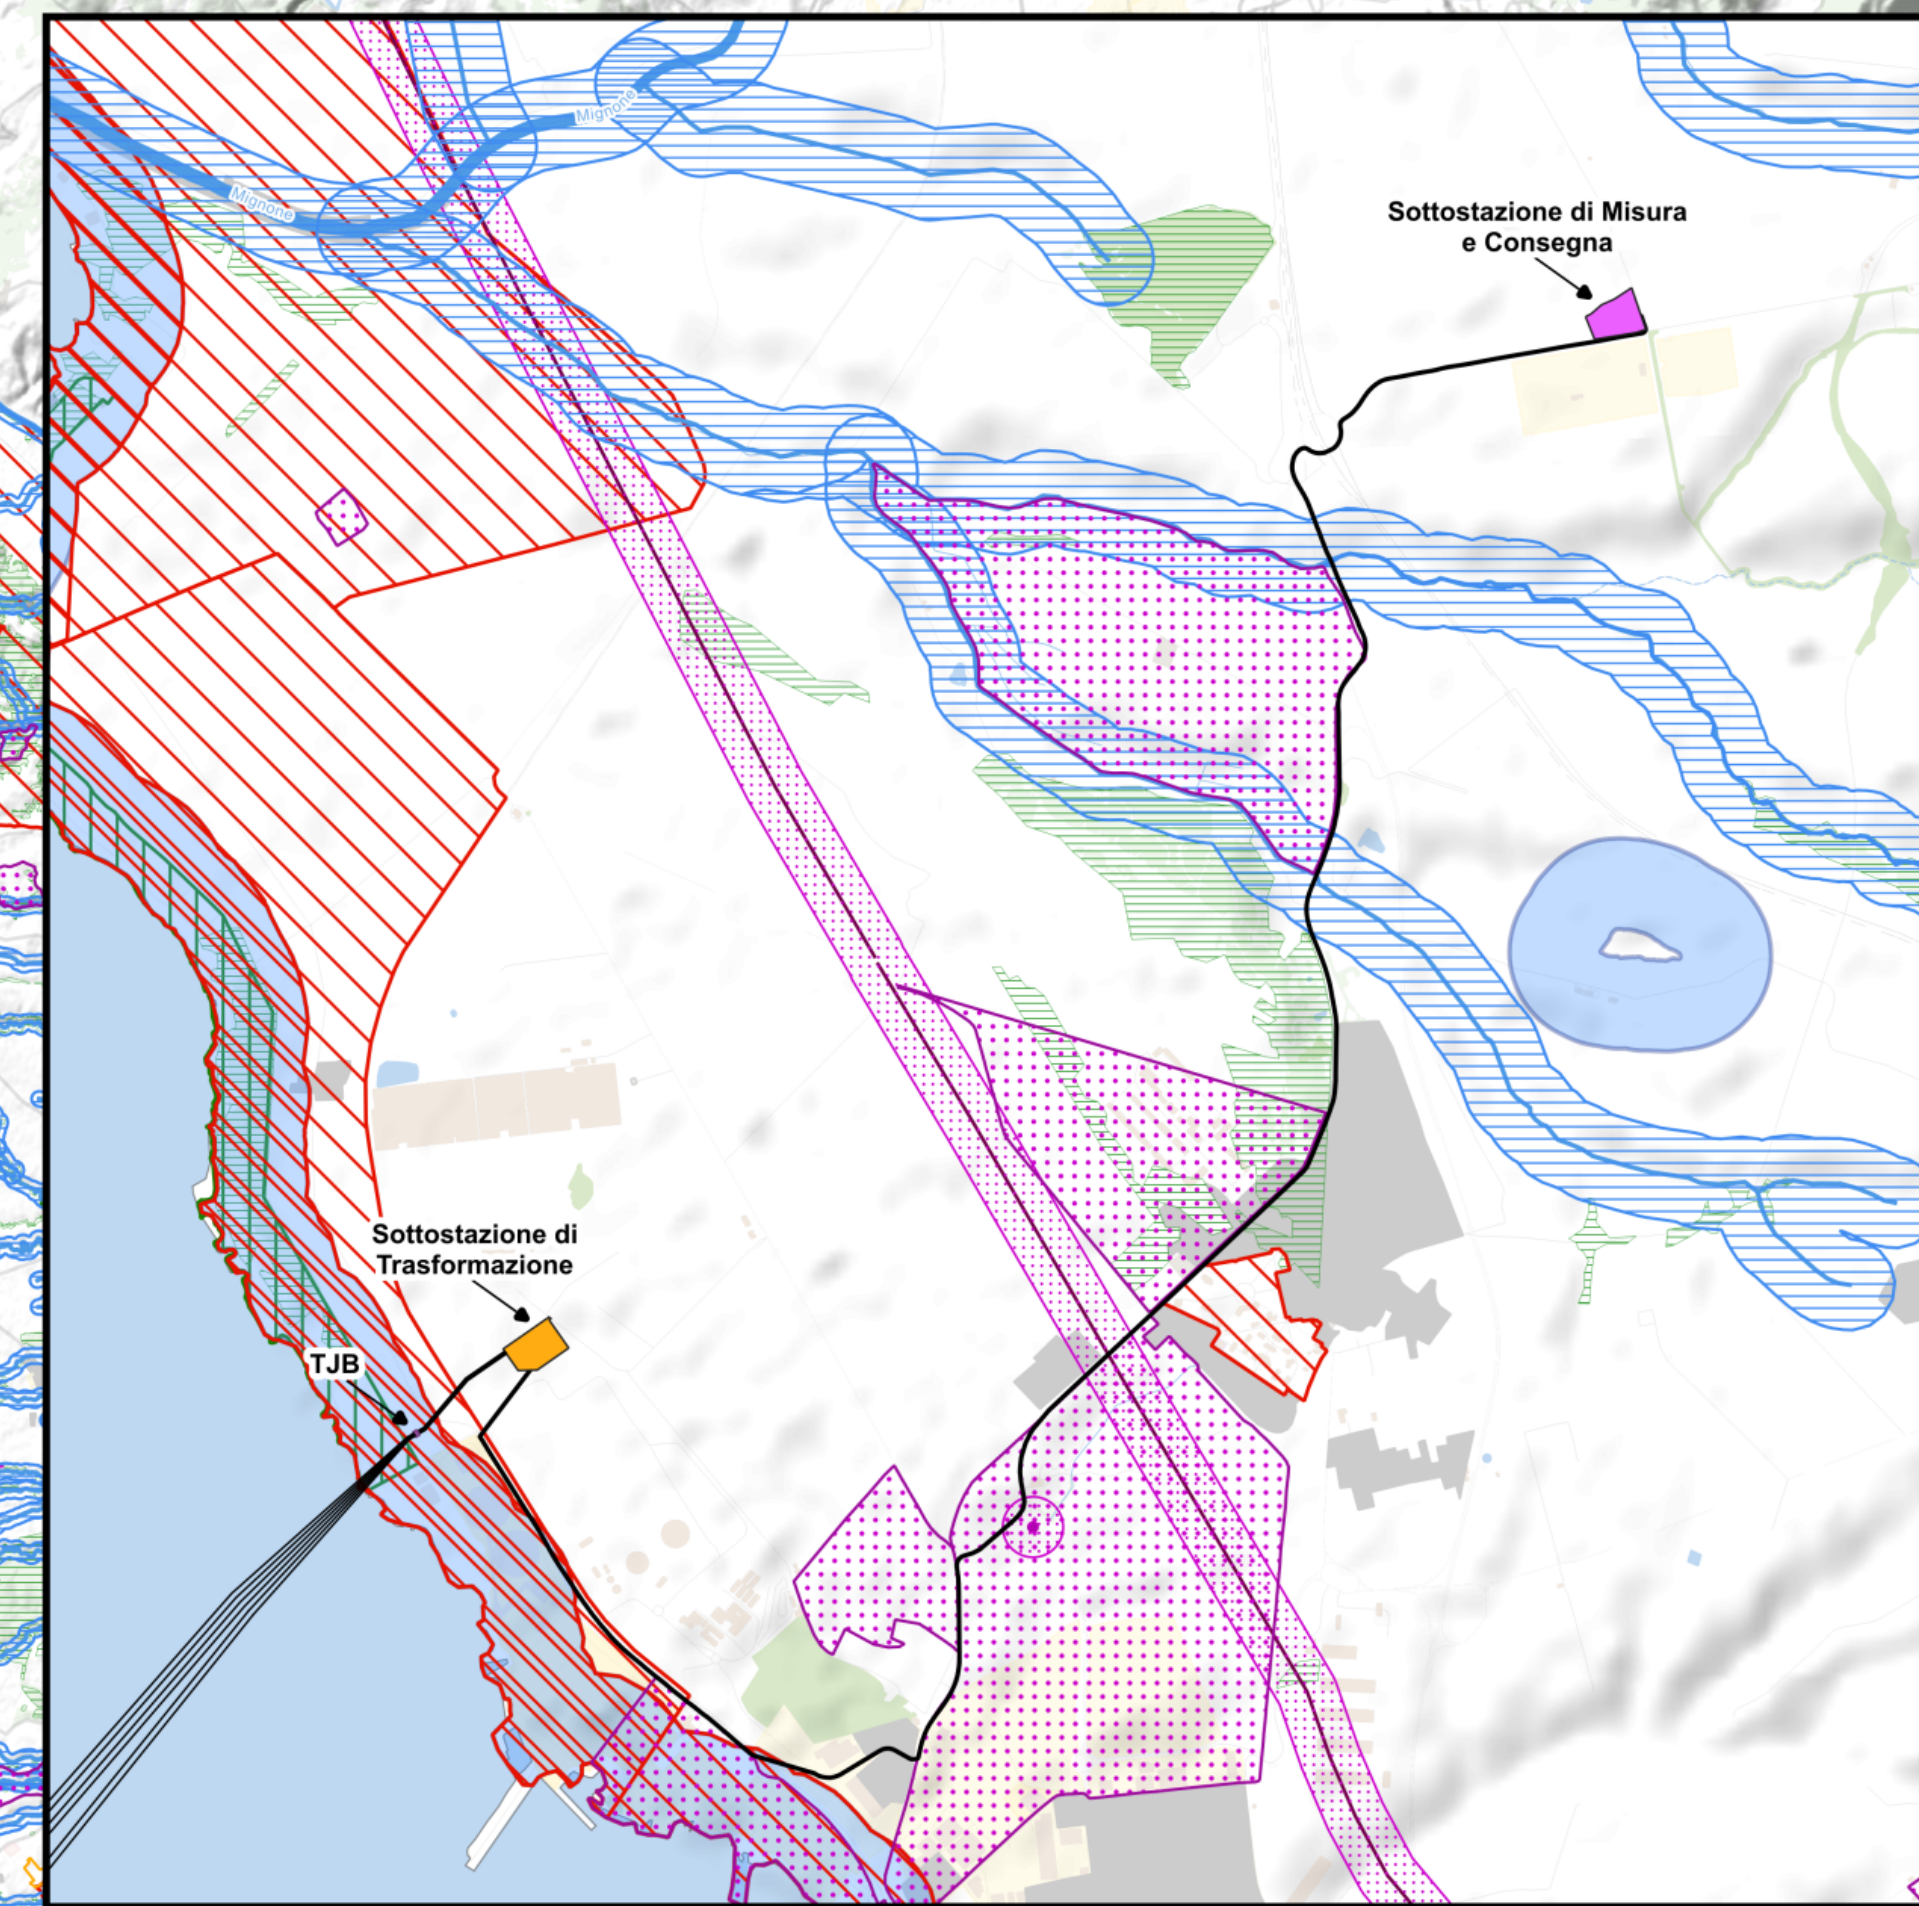 Mignone
Mignone
Sottostazione di Misura
e Consegna
Sottostazione di
Trasformazione
TJB